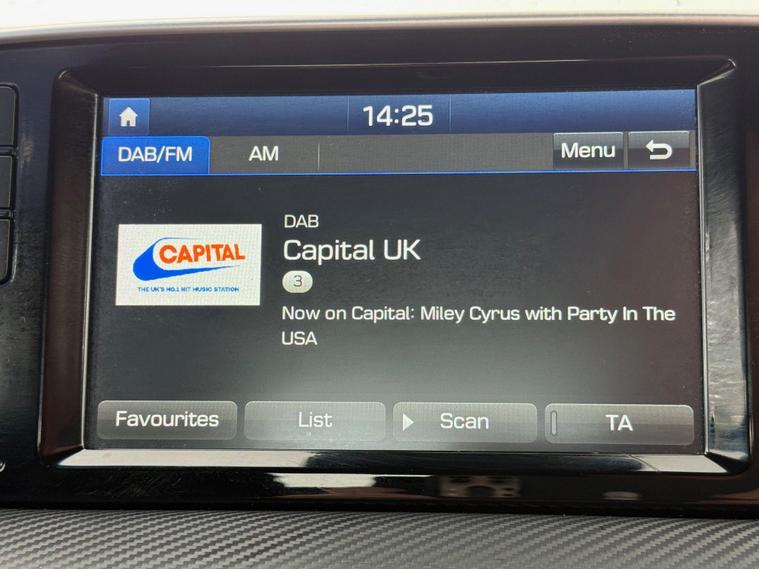 14:25
DAB/FM AM Menu
DAB
Capital UK
CAPITAL
THE UK'S NO.1 HIT MUSIC STATION
3
Now on Capital: Miley Cyrus with Party In The
USA
Favourites List Scan TA